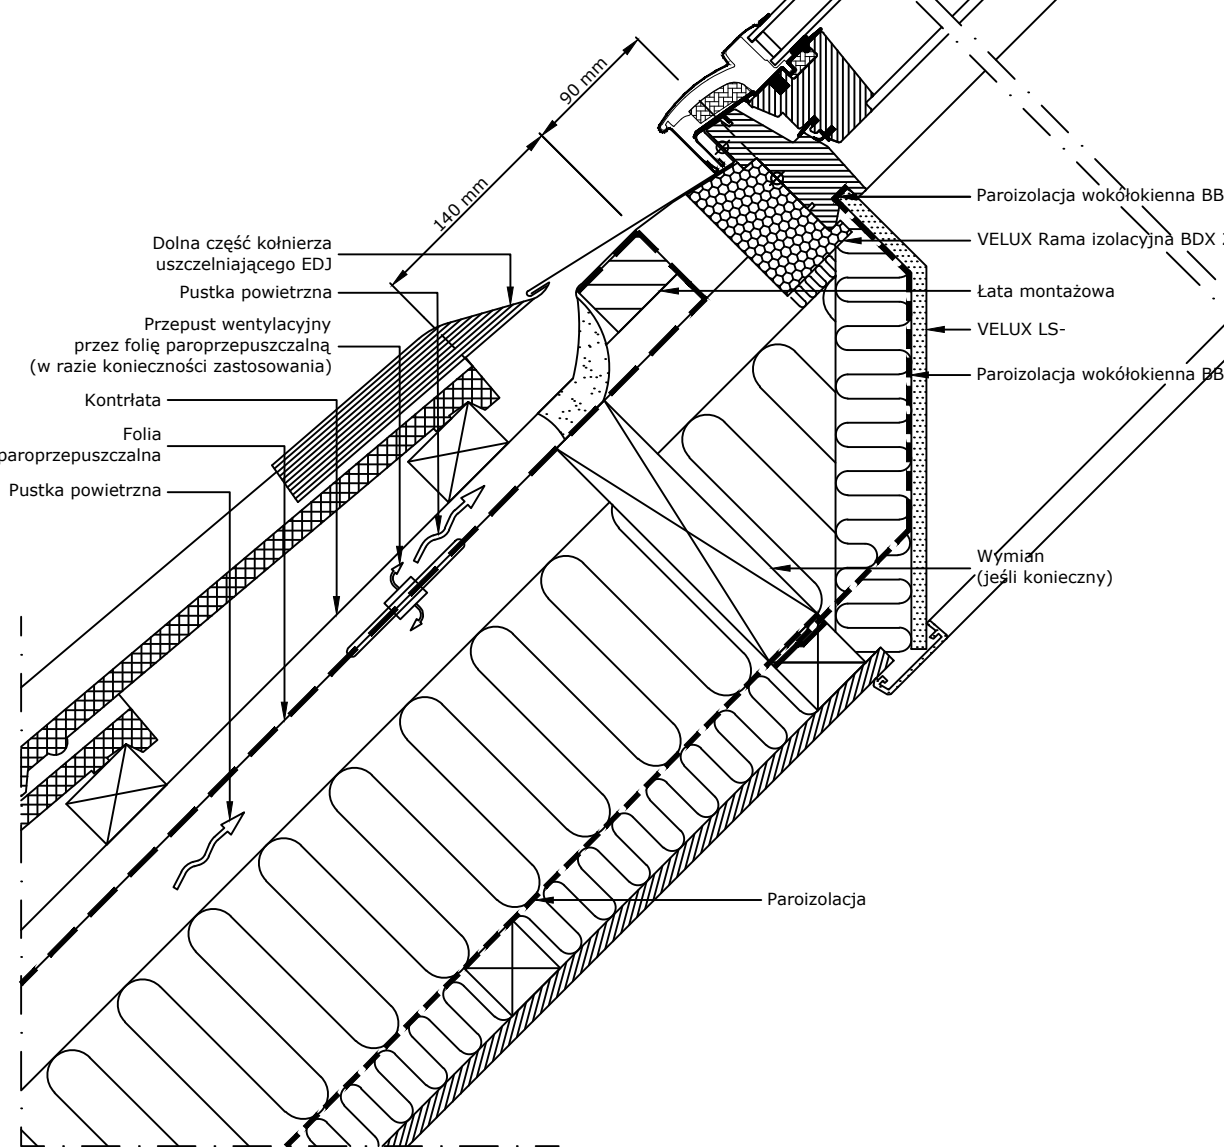 90 mm
140 mm
Dolna część kołnierza
uszczelniającego EDJ
Pustka powietrzna
Przepust wentylacyjny
przez folię paroprzepuszczalną
(w razie konieczności zastosowania)
Kontrłata
Folia
paroprzepuszczalna
Pustka powietrzna
Paroizolacja wokółokienna BB
VELUX Rama izolacyjna BDX
Łata montażowa
VELUX LS-
Paroizolacja wokółokienna BB
Wymian
(jeśli konieczny)
Paroizolacja